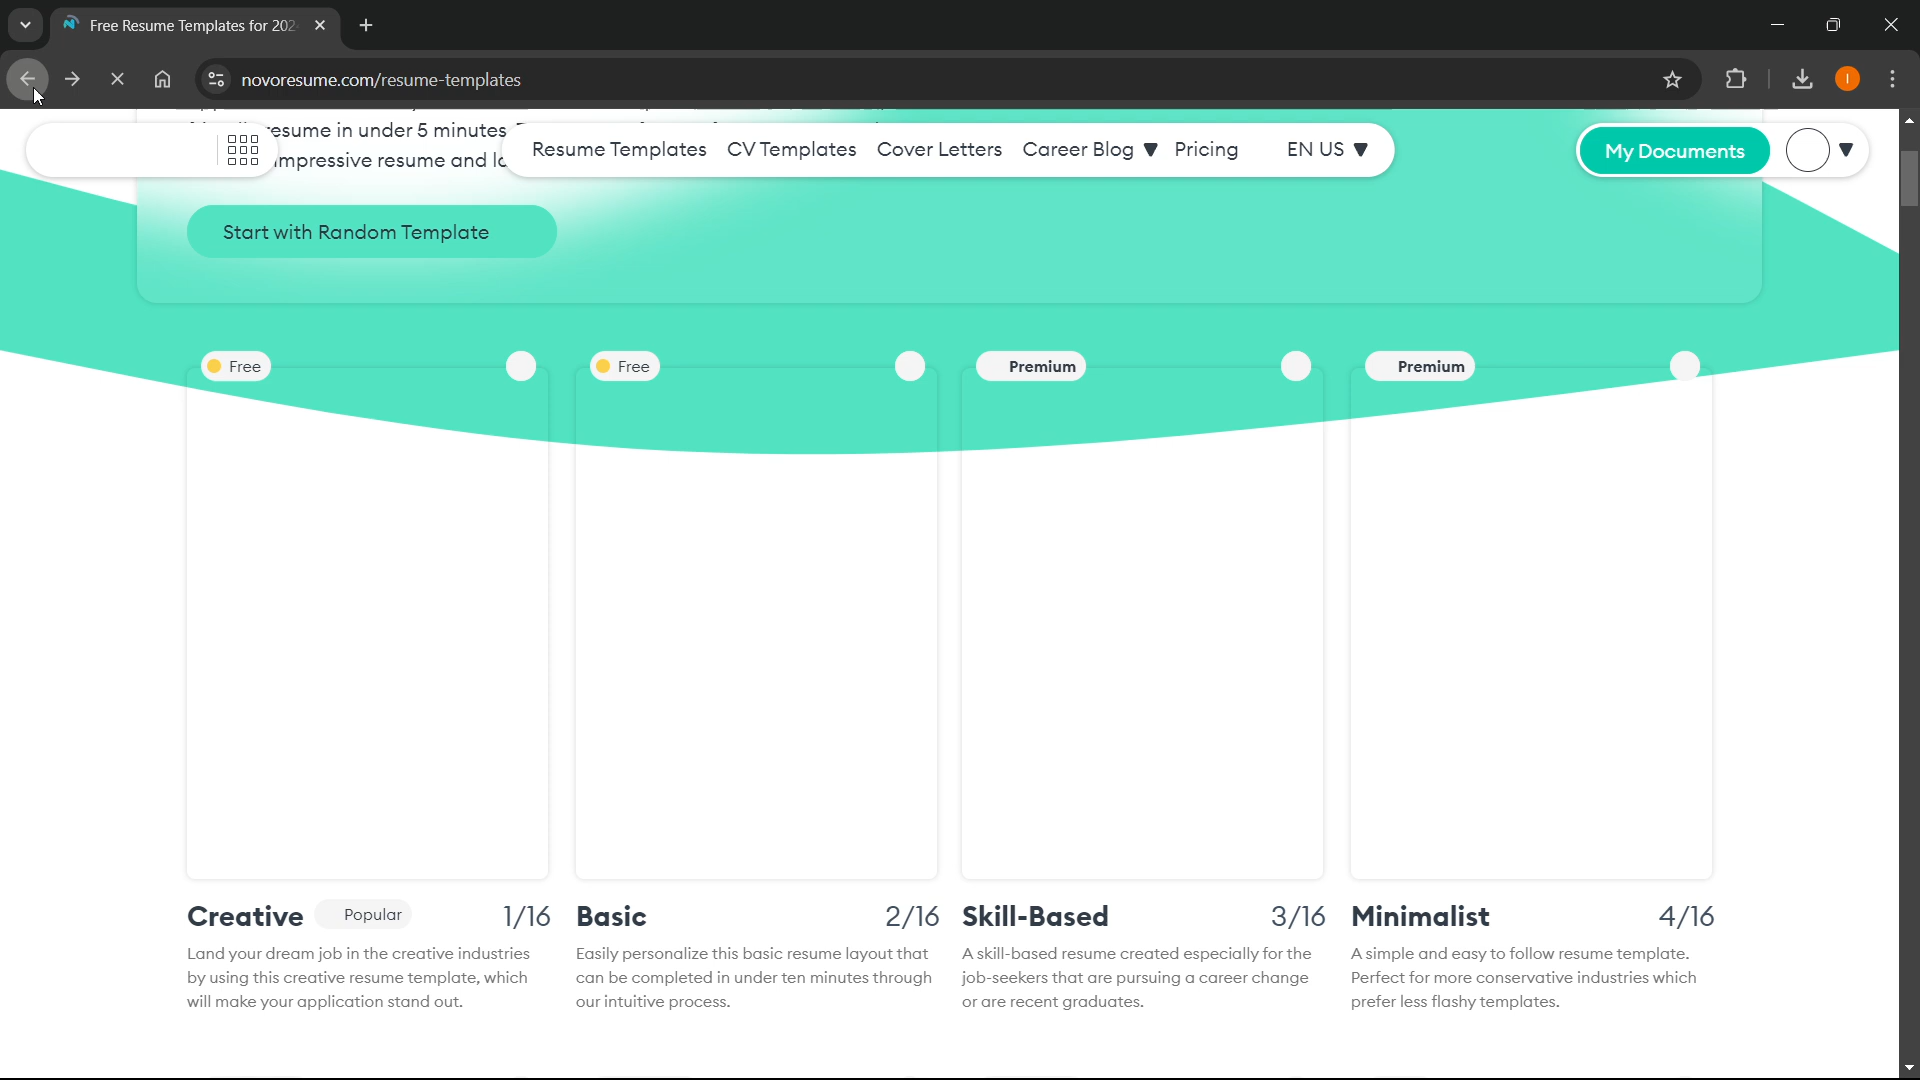 Free Resume Templates for 202
novoresume.com/resume-templates
I
esume in under 5 minutes
mpressive resume and lo
Resume Templates
CV Templates
Cover Letters
Career Blog
Pricing
EN US
My Documents
Start with Random Template
Free
Free
Premium
Premium
Creative
Popular
1/16
Land your dream job in the creative industries
by using this creative resume template, which
will make your application stand out.
Basic
2/16
Easily personalize this basic resume layout that
can be completed in under ten minutes through
our intuitive process.
Skill-Based
3/16
A skill-based resume created especially for the
job-seekers that are pursuing a career change
or are recent graduates.
Minimalist
4/16
A simple and easy to follow resume template.
Perfect for more conservative industries which
prefer less flashy templates.